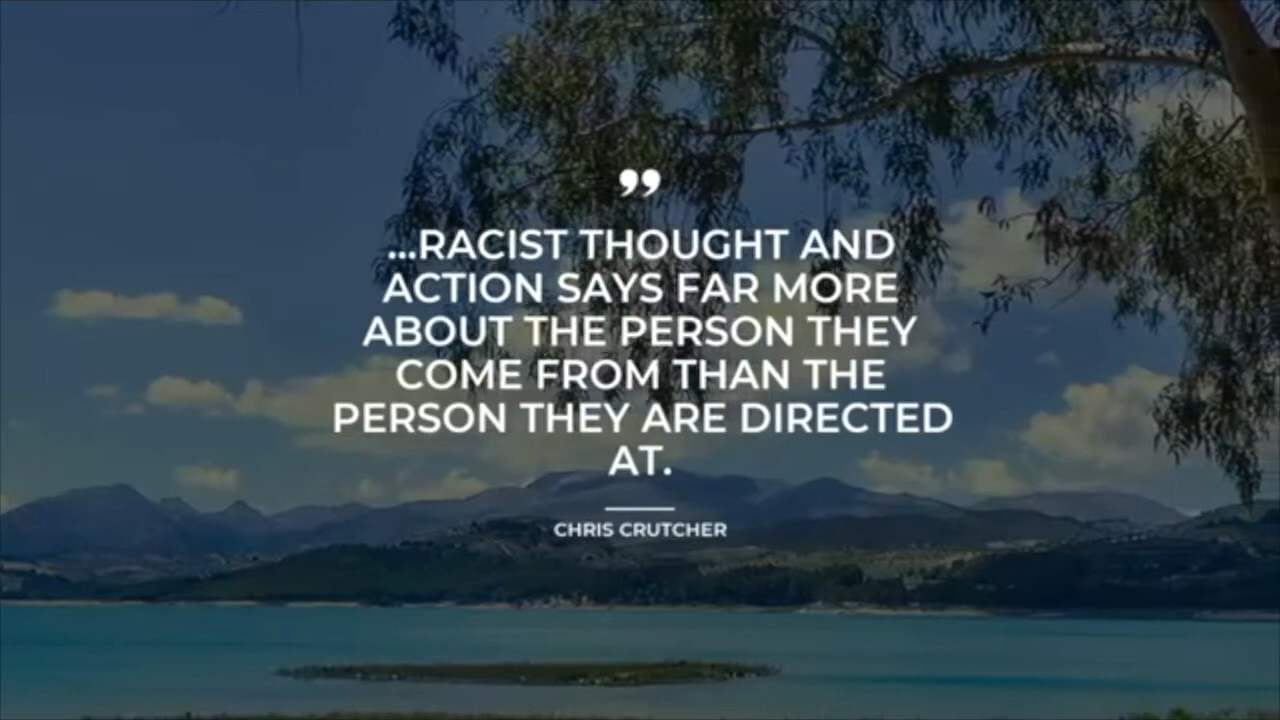 ”
...RACIST THOUGHT AND
ACTION SAYS FAR MORE
ABOUT THE PERSON THEY
COME FROM THAN THE
PERSON THEY ARE DIRECTED
AT.
CHRIS CRUTCHER